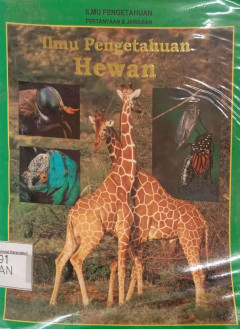 ILMU PENGETAHUAN
PERTANYAAN & JAWABAN
Ilmu Pengetahuan
Hewan
91
AN